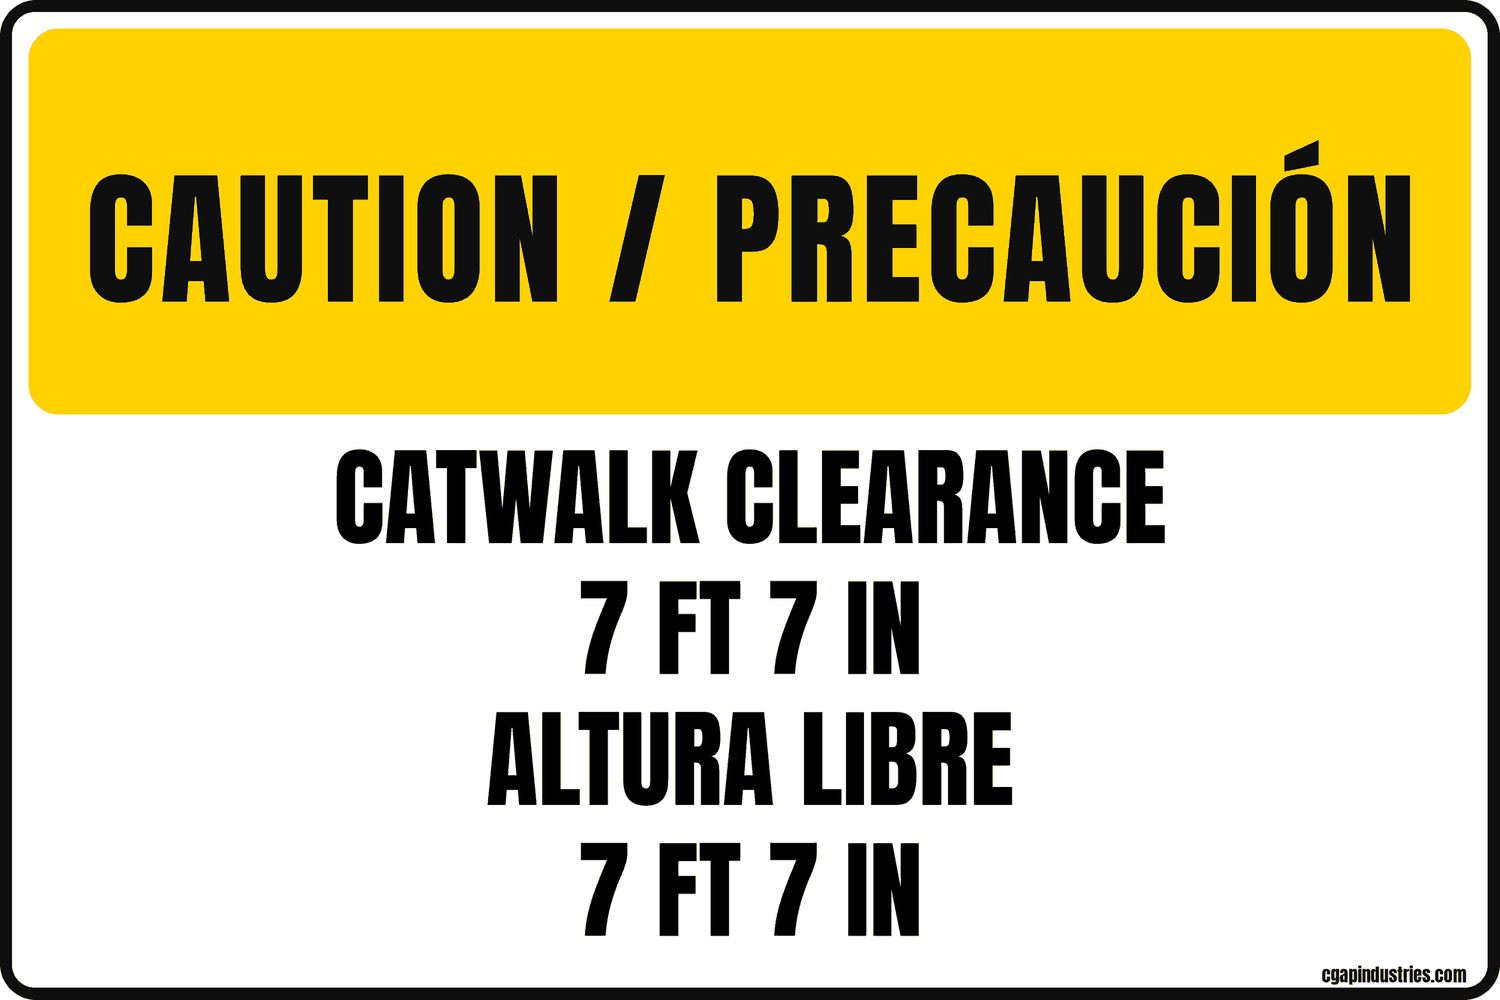 CAUTION / PRECAUCIÓN
CATWALK CLEARANCE
7 FT 7 IN
ALTURA LIBRE
7 FT 7 IN
cgapindustries.com